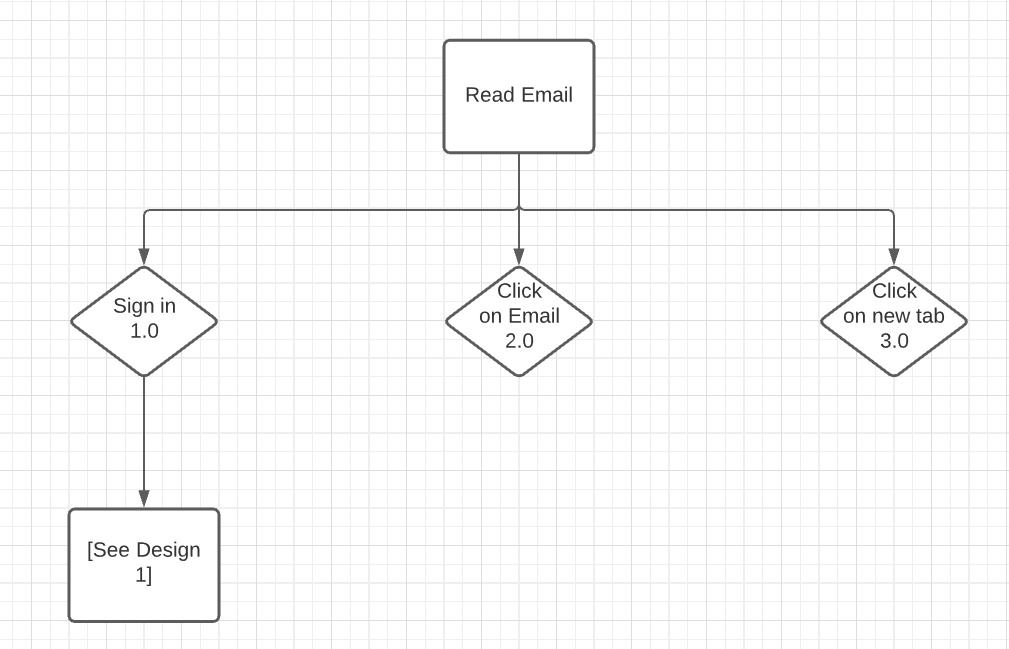 Read Email
Sign in
1.0
Click
on Email
2.0
Click
on new tab
3.0
[See Design
1]